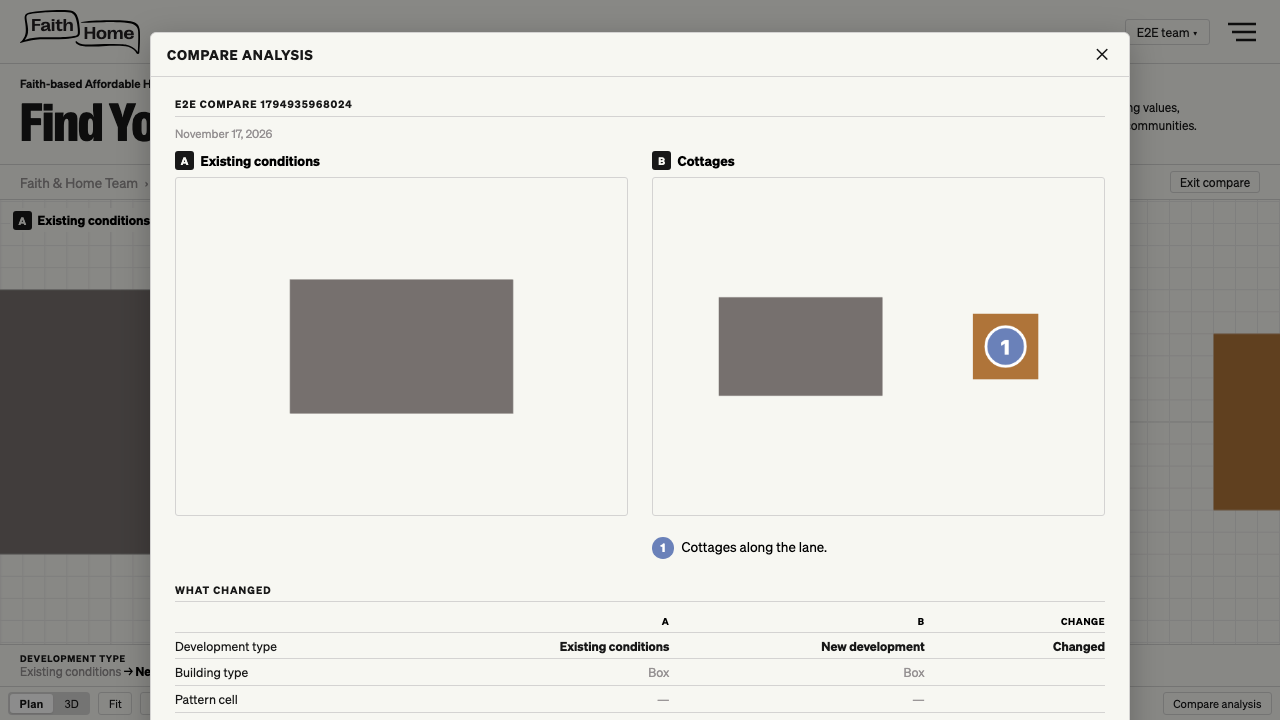 Faith
Home
E2E team
Faith-based Affordable H
Find Yo
ng values,
ommunities.
Faith & Home Team ›
Exit compare
A Existing conditions
COMPARE ANALYSIS
E2E COMPARE 1794935968024
November 17, 2026
A Existing conditions
B Cottages
1
1 Cottages along the lane.
WHAT CHANGED
A B CHANGE
Development type Existing conditions New development Changed
Building type Box Box
Pattern cell — —
DEVELOPMENT TYPE
Existing conditions → Ne
Plan 3D Fit
Compare analysis